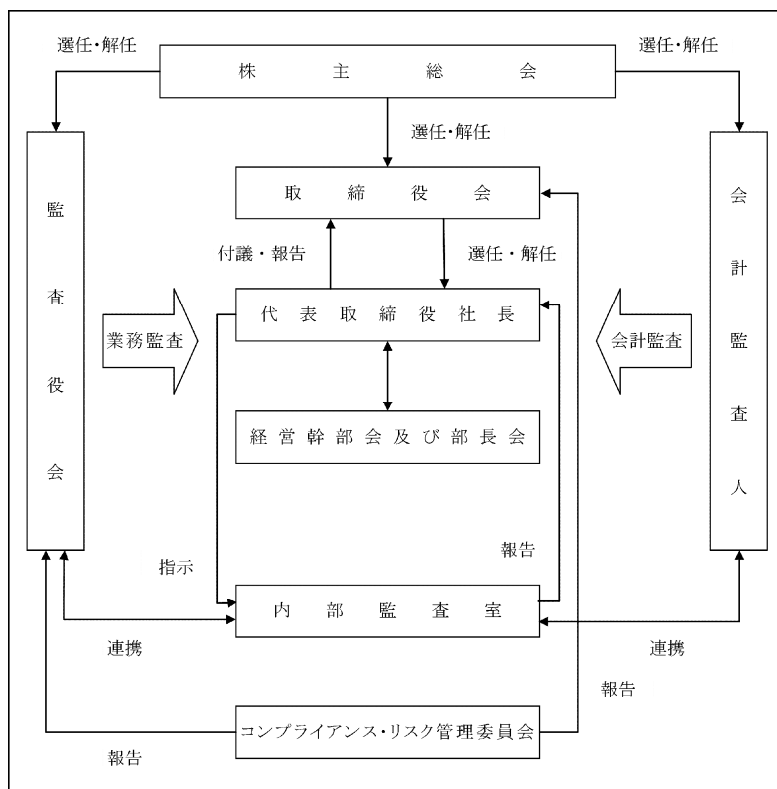 選任・解任
選任・解任
株主総会
選任・解任
監査役会
取締役会
会計監査人
付議・報告
選任・解任
代表取締役社長
業務監査
会計監査
経営幹部会及び部長会
報告
指示
内部監査室
連携
連携
報告
コンプライアンス・リスク管理委員会
報告